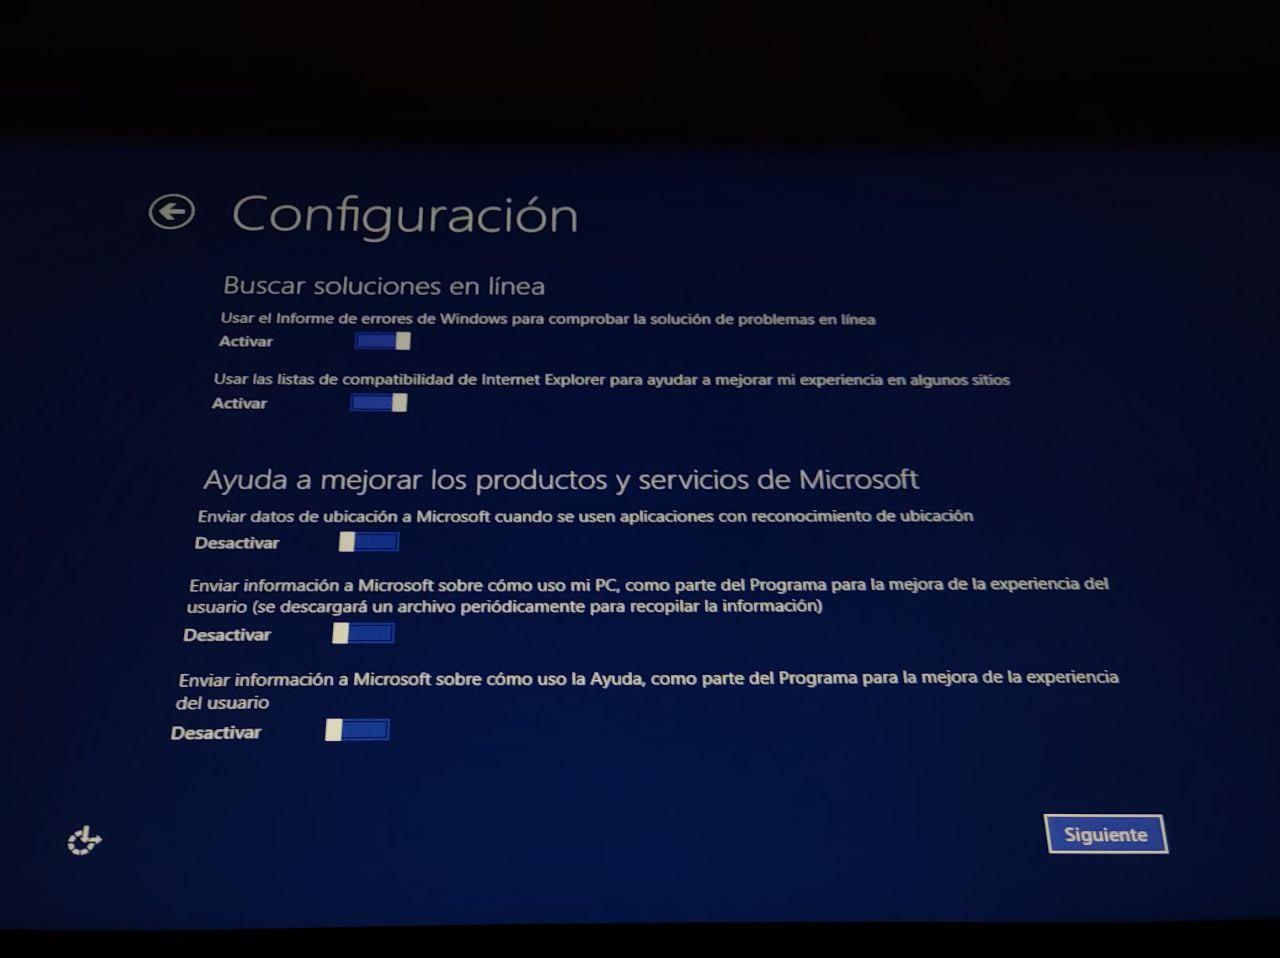 Configuración
Buscar soluciones en línea
Usar el Informe de errores de Windows para comprobar la solución de problemas en línea
Activar
Usar las listas de compatibilidad de Internet Explorer para ayudar a mejorar mi experiencia en algunos sitios
Activar
Ayuda a mejorar los productos y servicios de Microsoft
Enviar datos de ubicación a Microsoft cuando se usen aplicaciones con reconocimiento de ubicación
Desactivar
Enviar información a Microsoft sobre cómo uso mi PC, como parte del Programa para la mejora de la experiencia del
usuario (se descargará un archivo periódicamente para recopilar la información)
Desactivar
Enviar información a Microsoft sobre cómo uso la Ayuda, como parte del Programa para la mejora de la experiencia
del usuario
Desactivar
Siguiente